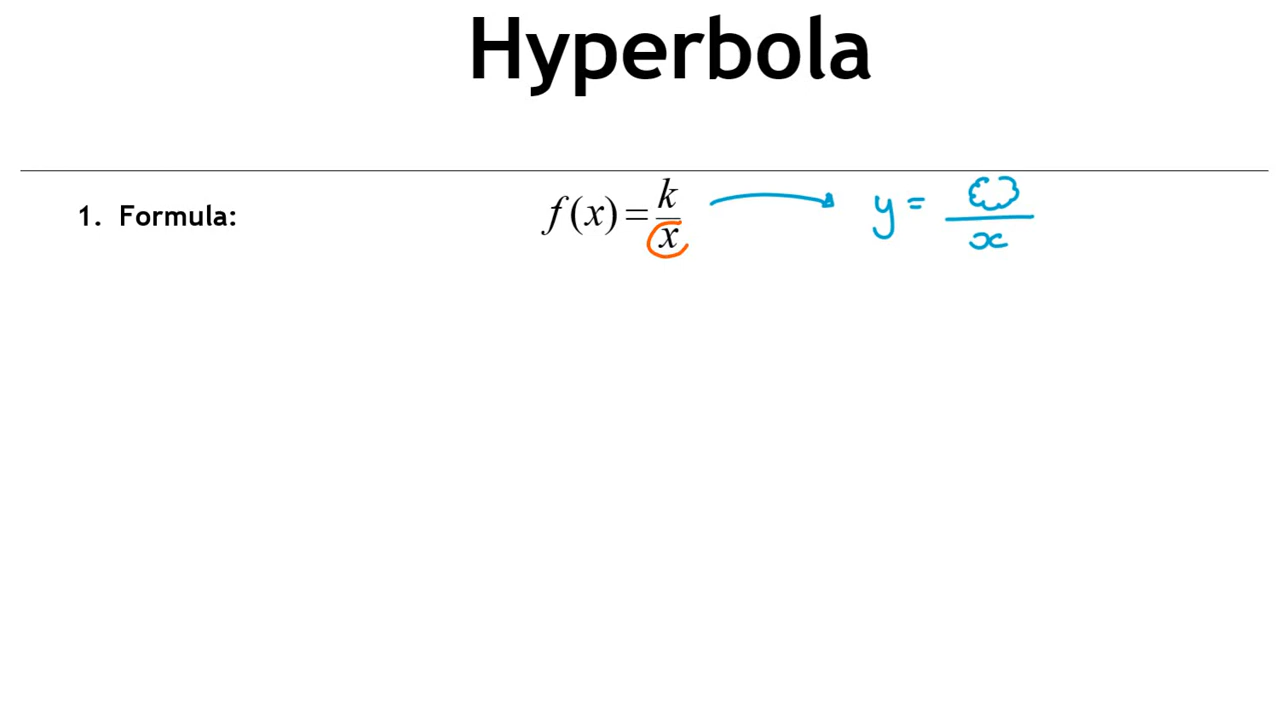 Hyperbola
1. Formula: f(x) = k/x y = /x